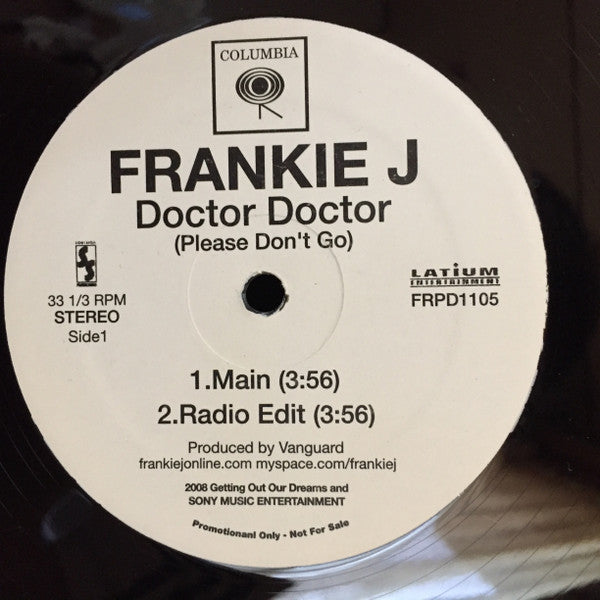 COLUMBIA
FRANKIE J
Doctor Doctor
(Please Don't Go)
33 1/3 RPM
STEREO
Side1
LATiUM
ENTERTAINMENT
FRPD1105
1.Main (3:56)
2.Radio Edit (3:56)
Produced by Vanguard
frankiejonline.com myspace.com/frankiej
2008 Getting Out Our Dreams and
SONY MUSIC ENTERTAINMENT
Promotionanl Only - Not For Sale